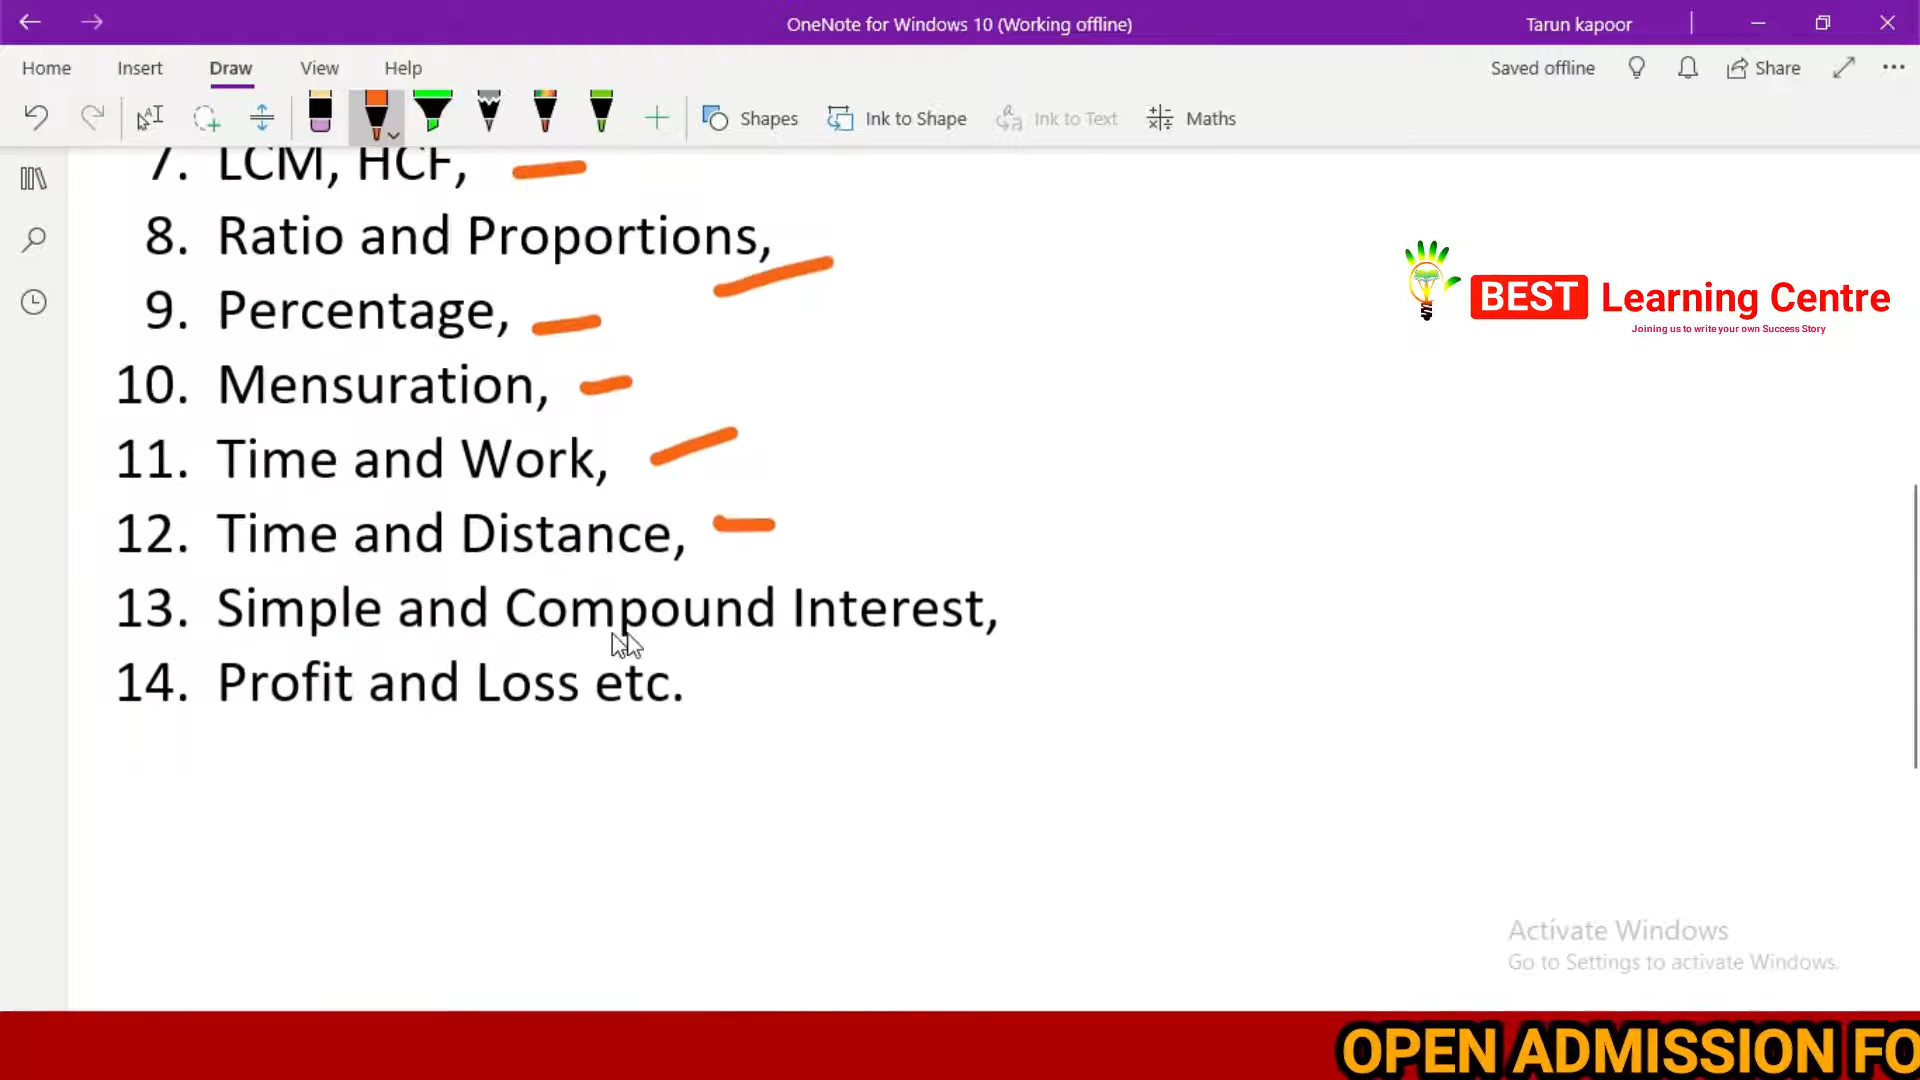 OneNote for Windows 10 (Working offline)
Tarun kapoor
Home Insert Draw View Help
Saved offline
Share
Shapes
Ink to Shape
Ink to Text
Maths
7. LCM, HCF,
8. Ratio and Proportions,
9. Percentage,
10. Mensuration,
11. Time and Work,
12. Time and Distance,
13. Simple and Compound Interest,
14. Profit and Loss etc.
BEST Learning Centre
Joining us to write your own Success Story
Activate Windows
Go to Settings to activate Windows.
OPEN ADMISSION FO